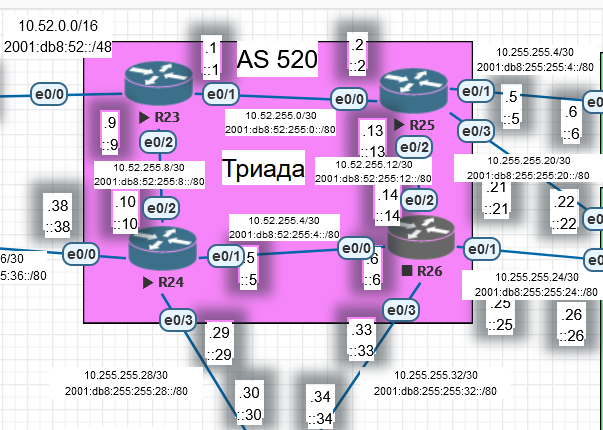 10.52.0.0/16
2001:db8:52::/48
AS 520
.1
::1
.2
::2
10.255.255.4/30
2001:db8:255:255:4::/80
e0/0
e0/1
e0/0
e0/1
.5
::5
.6
::6
R23
R25
10.52.255.0/30
2001:db8:52:255:0::/80
.9
::9
e0/2
.13
::13
e0/2
e0/3
10.52.255.8/30
2001:db8:52:255:8::/80
Триада
10.52.255.12/30
2001:db8:52:255:12::/80
10.255.255.20/30
2001:db8:255:255:20::/80
.21
::21
.22
::22
.10
::10
e0/2
.14
::14
e0/2
.38
::38
10.52.255.4/30
2001:db8:52:255:4::/80
6/30
5:36::/80
e0/0
e0/1
5
::5
e0/0
.6
::6
e0/1
R24
R26
10.255.255.24/30
2001:db8:255:255:24::/80
.25
::25
.26
::26
e0/3
.29
::29
e0/3
.33
::33
10.255.255.28/30
2001:db8:255:255:28::/80
10.255.255.32/30
2001:db8:255:255:32::/80
.30
::30
.34
::34